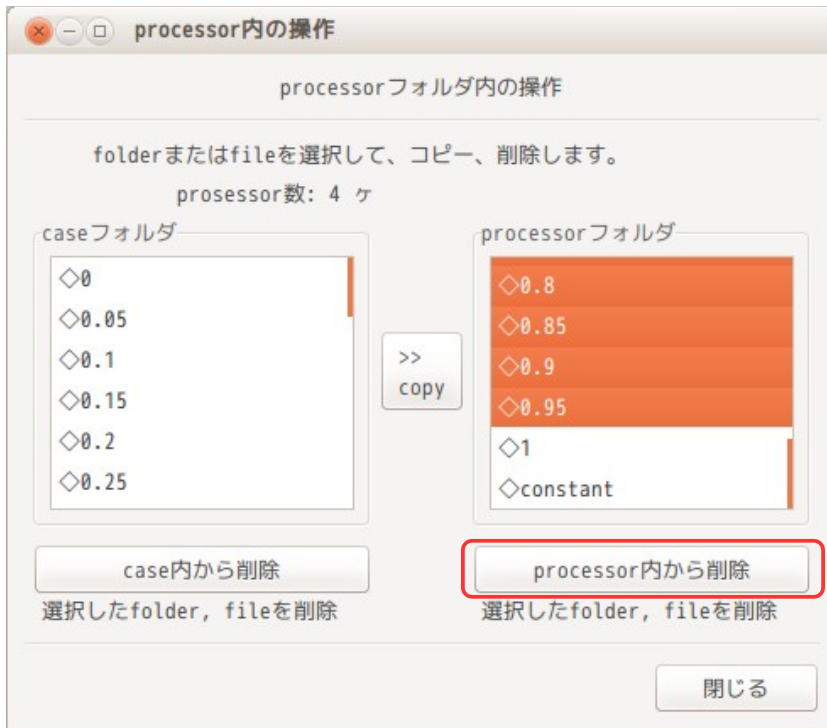 processor内の操作
processorフォルダ内の操作
folderまたはfileを選択して、コピー、削除します。
prosessor数: 4 ヶ
caseフォルダ
◇0
◇0.05
◇0.1
◇0.15
◇0.2
◇0.25
>>
copy
processorフォルダ
◇0.8
◇0.85
◇0.9
◇0.95
◇1
◇constant
case内から削除
選択したfolder, fileを削除
processor内から削除
選択したfolder, fileを削除
閉じる